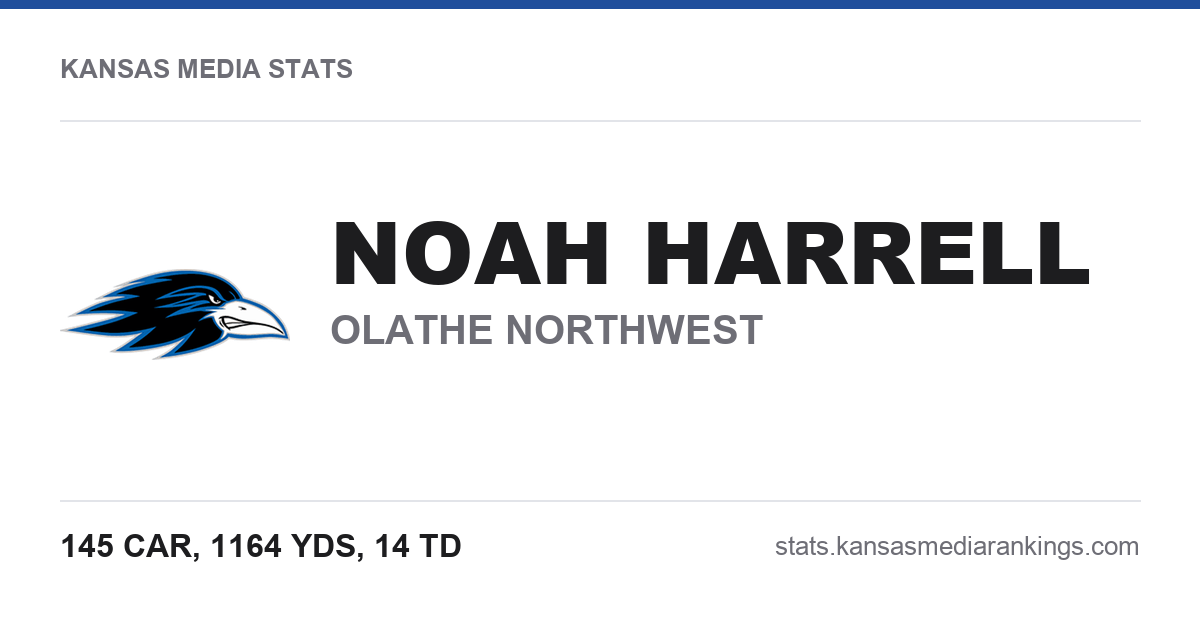 KANSAS MEDIA STATS
NOAH HARRELL
OLATHE NORTHWEST
145 CAR, 1164 YDS, 14 TD
stats.kansasmediarankings.com